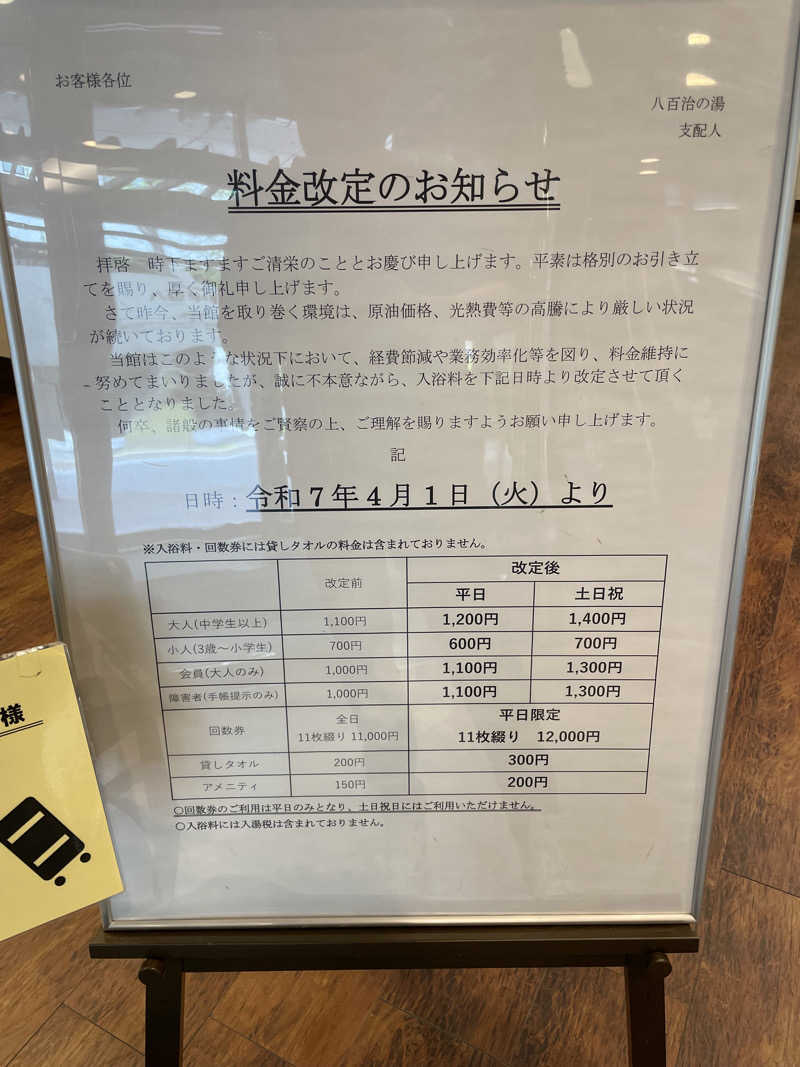 お客様各位
八百治の湯
支配人
料金改定のお知らせ
拝啓　時下ますますご清栄のこととお慶び申し上げます。平素は格別のお引き立
てを賜り、厚く御礼申し上げます。
さて昨今、当館を取り巻く環境は、原油価格、光熱費等の高騰により厳しい状況
が続いております。
当館はこのような状況下において、経費節減や業務効率化等を図り、料金維持に
努めてまいりましたが、誠に不本意ながら、入浴料を下記日時より改定させて頂く
こととなりました。
何卒、諸般の事情をご賢察の上、ご理解を賜りますようお願い申し上げます。
記
日時：令和７年４月１日（火）より
※入浴料・回数券には貸しタオルの料金は含まれておりません。
改定前 改定後
平日 土日祝
大人(中学生以上) 1,100円 1,200円 1,400円
小人(3歳～小学生) 700円 600円 700円
会員(大人のみ) 1,000円 1,100円 1,300円
障害者(手帳提示のみ) 1,000円 1,100円 1,300円
回数券 全日 平日限定
11枚綴り 11,000円 11枚綴り　12,000円
貸しタオル 200円 300円
アメニティ 150円 200円
○回数券のご利用は平日のみとなり、土日祝日にはご利用いただけません。
○入浴料には入湯税は含まれておりません。
様